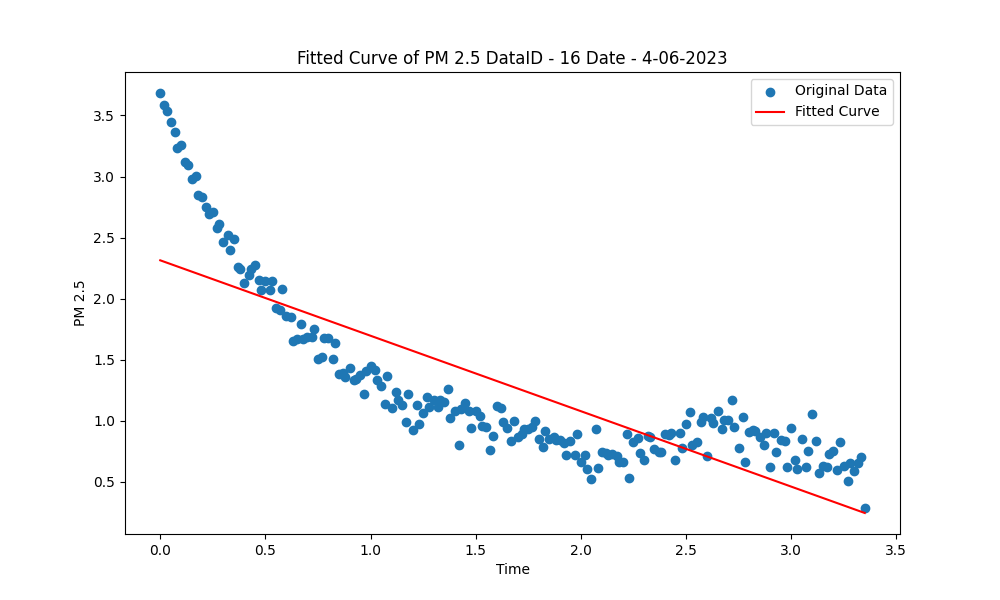 Fitted Curve of PM 2.5 DataID - 16 Date - 4-06-2023
Original Data
Fitted Curve
3.5
3.0
2.5
2.0
1.5
1.0
0.5
PM 2.5
0.0 0.5 1.0 1.5 2.0 2.5 3.0 3.5
Time